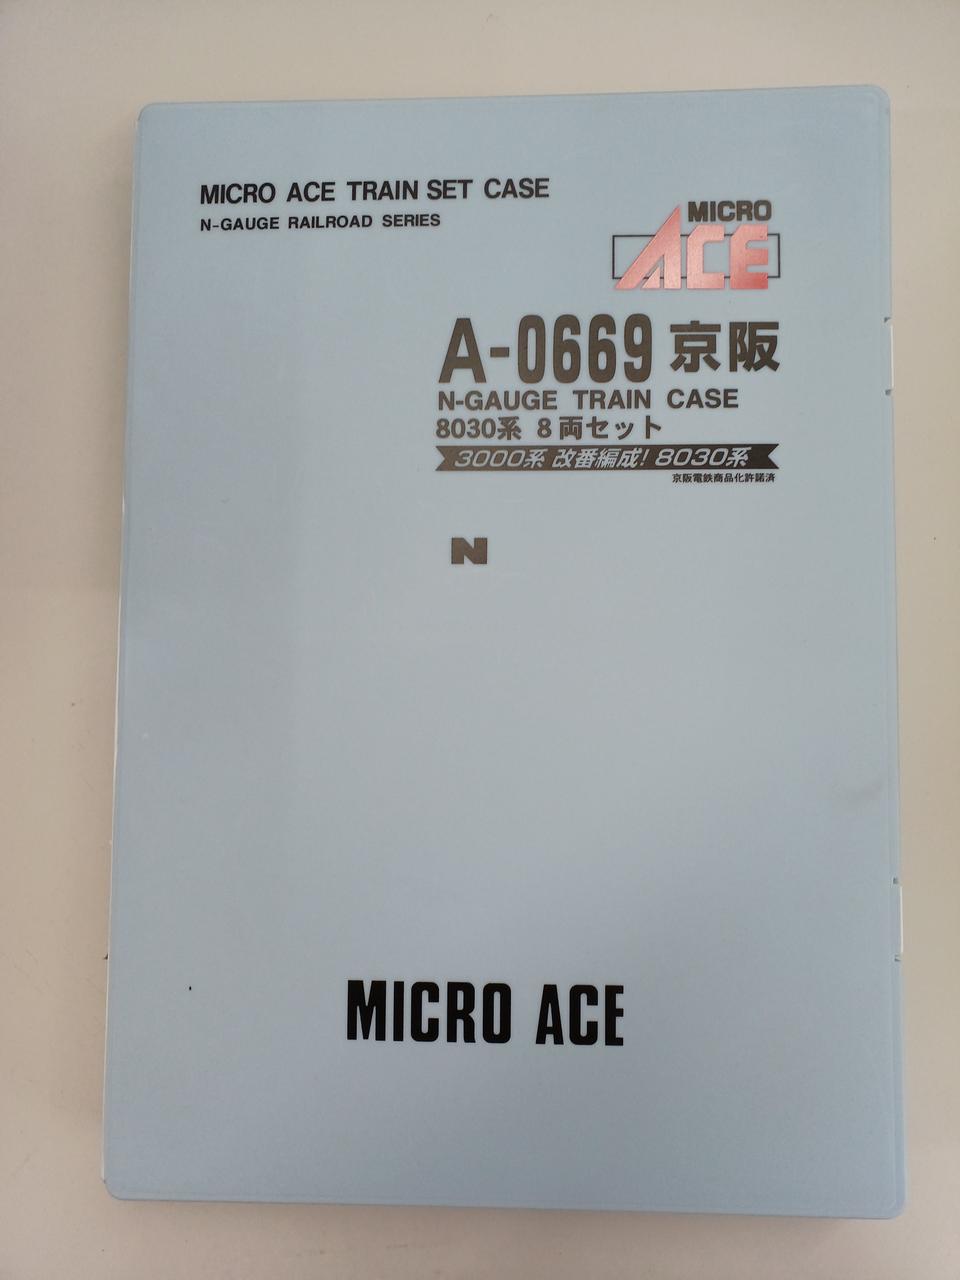 MICRO ACE TRAIN SET CASE
N-GAUGE RAILROAD SERIES
MICRO
ACE
A-0669 京阪
N-GAUGE TRAIN CASE
8030系 8両セット
3000系 改番編成! 8030系
京阪電鉄商品化許諾済
N
MICRO ACE